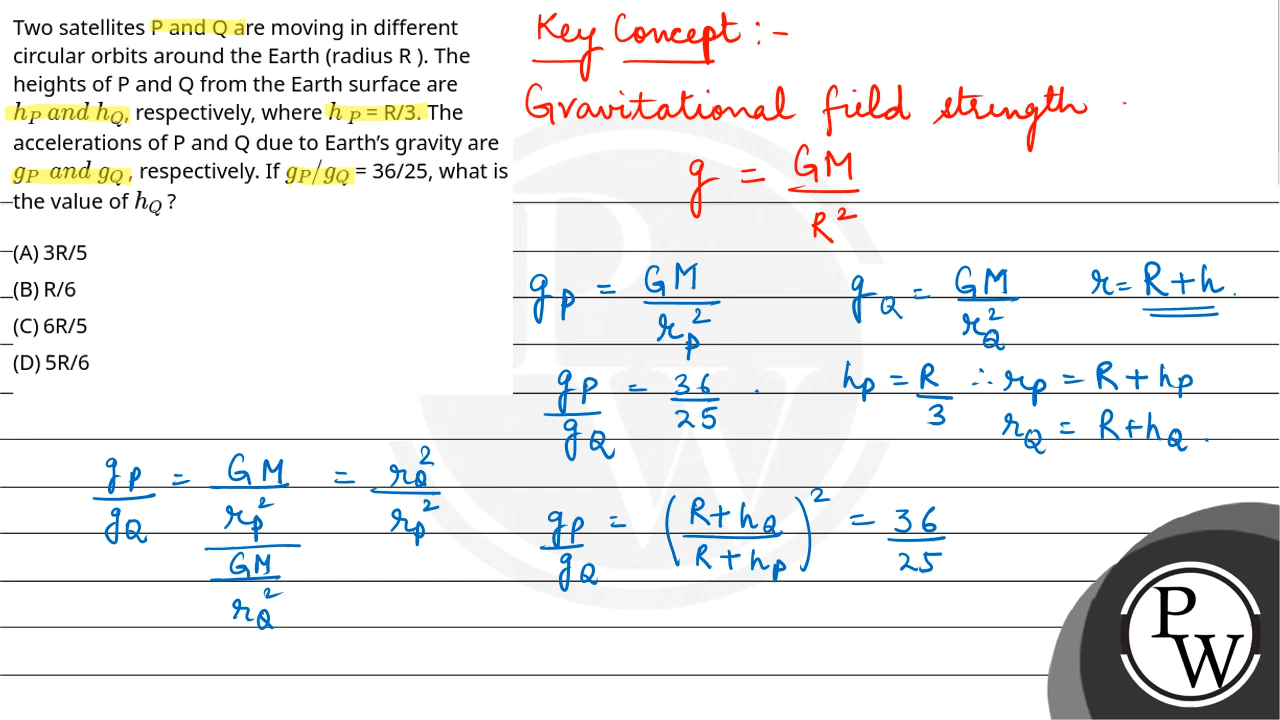 Two satellites P and Q are moving in different
circular orbits around the Earth (radius R ). The
heights of P and Q from the Earth surface are
h_P and h_Q, respectively, where h_P = R/3. The
accelerations of P and Q due to Earth's gravity are
g_P and g_Q, respectively. If g_P/g_Q = 36/25, what is
the value of h_Q ?
(A) 3R/5
(B) R/6
(C) 6R/5
(D) 5R/6
Key Concept :-
Gravitational field strength
g = GM/R²
g_P = GM/r_P² g_Q = GM/r_Q² r = R+h.
g_P/g_Q = 36/25 . h_P = R/3 ∴ r_P = R + h_P
r_Q = R+h_Q.
g_P/g_Q = (GM/r_P²)/(GM/r_Q²) = r_Q²/r_P²
g_P/g_Q = ((R+h_Q)/(R+h_P))² = 36/25
PW